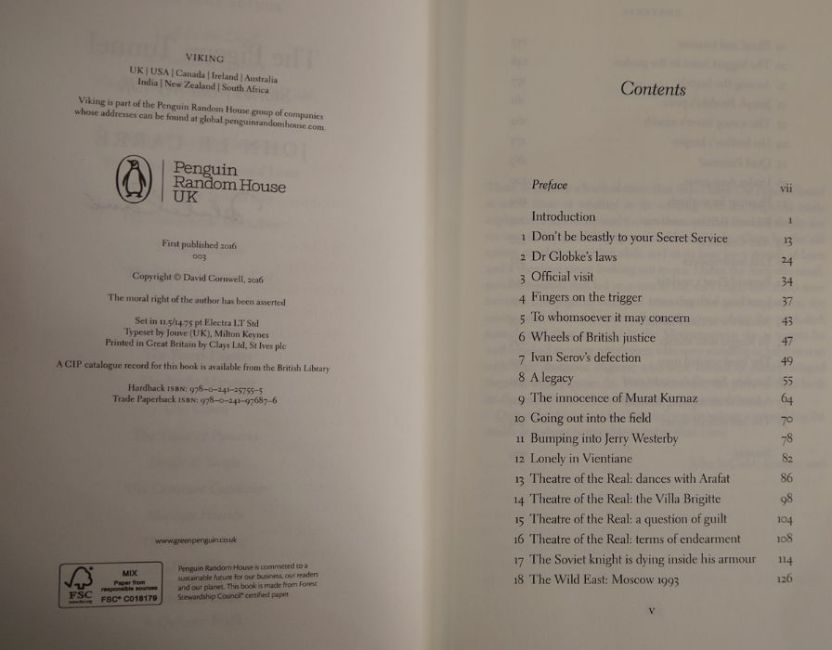 VIKING
UK | USA | Canada | Ireland | Australia
India | New Zealand | South Africa
Viking is part of the Penguin Random House group of companies
whose addresses can be found at global.penguinrandomhouse.com.
Penguin
Random House
UK
First published 2016
003
Copyright © David Cornwell, 2016
The moral right of the author has been asserted
Set in 11.5/14.75 pt Electra LT Std
Typeset by Jouve (UK), Milton Keynes
Printed in Great Britain by Clays Ltd, St Ives plc
A CIP catalogue record for this book is available from the British Library
Hardback ISBN: 978–0–241–25755–5
Trade Paperback ISBN: 978–0–241–97687–6
www.greenpenguin.co.uk
FSC
MIX
Paper from
responsible sources
FSC® C018179
Penguin Random House is committed to a
sustainable future for our business, our readers
and our planet. This book is made from Forest
Stewardship Council® certified paper.
Contents
Preface vii
Introduction 1
1 Don't be beastly to your Secret Service 13
2 Dr Globke's laws 24
3 Official visit 34
4 Fingers on the trigger 37
5 To whomsoever it may concern 43
6 Wheels of British justice 47
7 Ivan Serov's defection 49
8 A legacy 55
9 The innocence of Murat Kurnaz 64
10 Going out into the field 70
11 Bumping into Jerry Westerby 78
12 Lonely in Vientiane 82
13 Theatre of the Real: dances with Arafat 86
14 Theatre of the Real: the Villa Brigitte 98
15 Theatre of the Real: a question of guilt 104
16 Theatre of the Real: terms of endearment 108
17 The Soviet knight is dying inside his armour 114
18 The Wild East: Moscow 1993 126
v